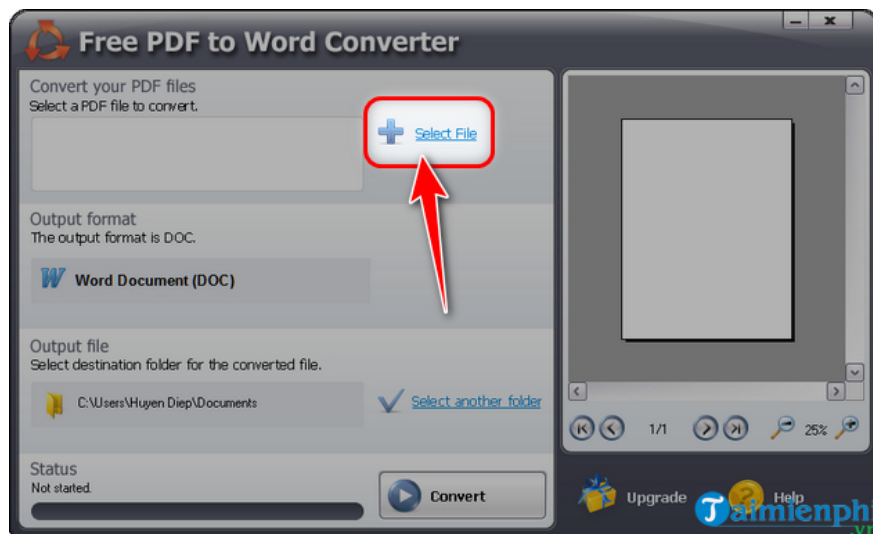 Free PDF to Word Converter
Convert your PDF files
Select a PDF file to convert.
Select File
Output format
The output format is DOC.
Word Document (DOC)
Output file
Select destination folder for the converted file.
C:\Users\Huyen Diep\Documents
Select another folder
Status
Not started.
Convert
1/1
25%
Upgrade
Help
Taimienphi
.vn